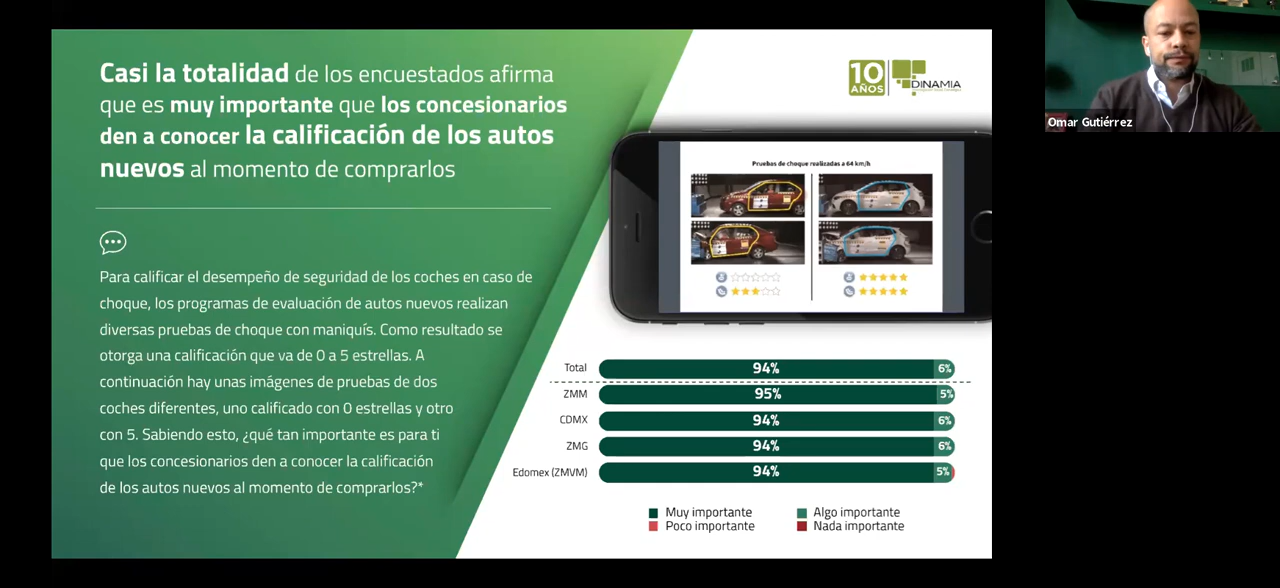 Casi la totalidad de los encuestados afirma
que es muy importante que los concesionarios
den a conocer la calificación de los autos
nuevos al momento de comprarlos
Para calificar el desempeño de seguridad de los coches en caso de
choque, los programas de evaluación de autos nuevos realizan
diversas pruebas de choque con maniquís. Como resultado se
otorga una calificación que va de 0 a 5 estrellas. A
continuación hay unas imágenes de pruebas de dos
coches diferentes, uno calificado con 0 estrellas y otro
con 5. Sabiendo esto, ¿qué tan importante es para ti
que los concesionarios den a conocer la calificación
de los autos nuevos al momento de comprarlos?*
10 AÑOS
DINAMIA
Pruebas de choque realizadas a 64 km/h
Total 94% 6%
ZMM 95% 5%
CDMX 94% 6%
ZMG 94% 6%
Edomex (ZMVM) 94% 5%
Muy importante Algo importante
Poco importante Nada importante
Omar Gutiérrez